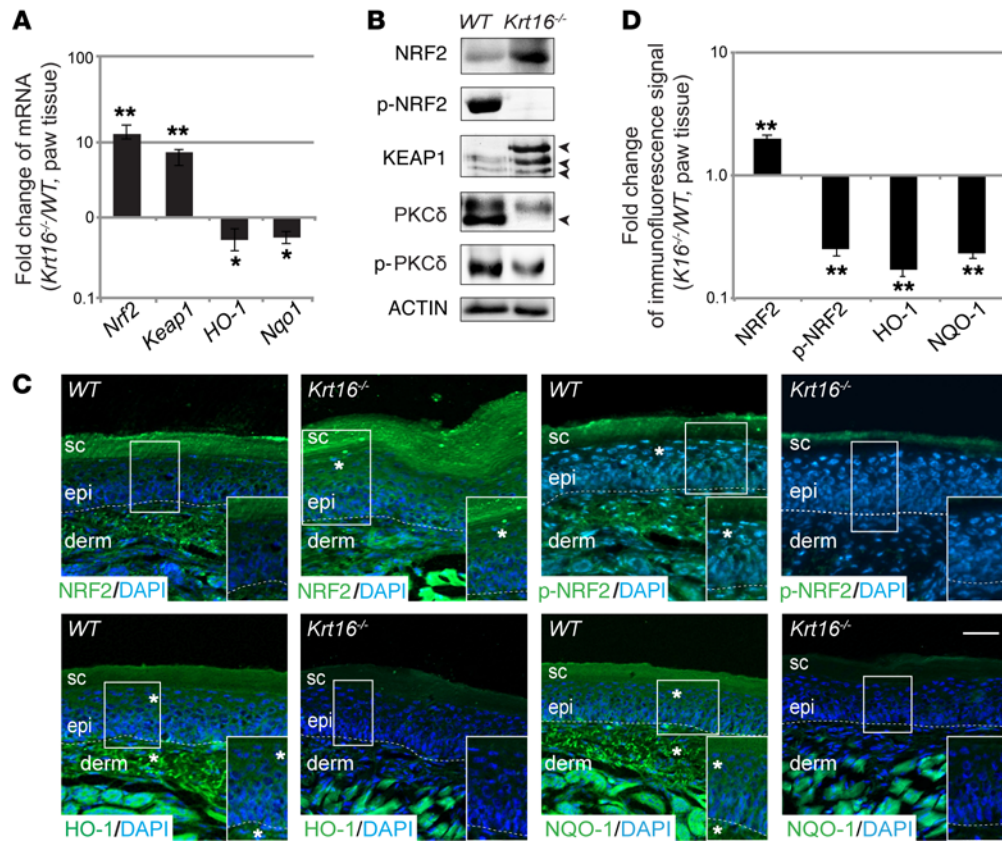 A
Fold change of mRNA
(Krt16-/-/WT, paw tissue)
100
10
0
0.1
**
**
*
*
Nrf2
Keap1
HO-1
Nqo1
B
WT Krt16-/-
NRF2
p-NRF2
KEAP1
PKCδ
p-PKCδ
ACTIN
D
Fold change
of immunofluorescence signal
(K16-/-/WT, paw tissue)
10
1.0
0.1
**
**
**
**
NRF2
p-NRF2
HO-1
NQO-1
C
WT
sc
epi
derm
NRF2/DAPI
Krt16-/-
sc
*
epi
derm
*
NRF2/DAPI
WT
sc
*
epi
derm
*
p-NRF2/DAPI
Krt16-/-
sc
epi
derm
p-NRF2/DAPI
WT
sc
*
epi
derm
*
*
*
HO-1/DAPI
Krt16-/-
sc
epi
derm
HO-1/DAPI
WT
sc
*
epi
derm
*
*
*
NQO-1/DAPI
Krt16-/-
sc
epi
derm
NQO-1/DAPI